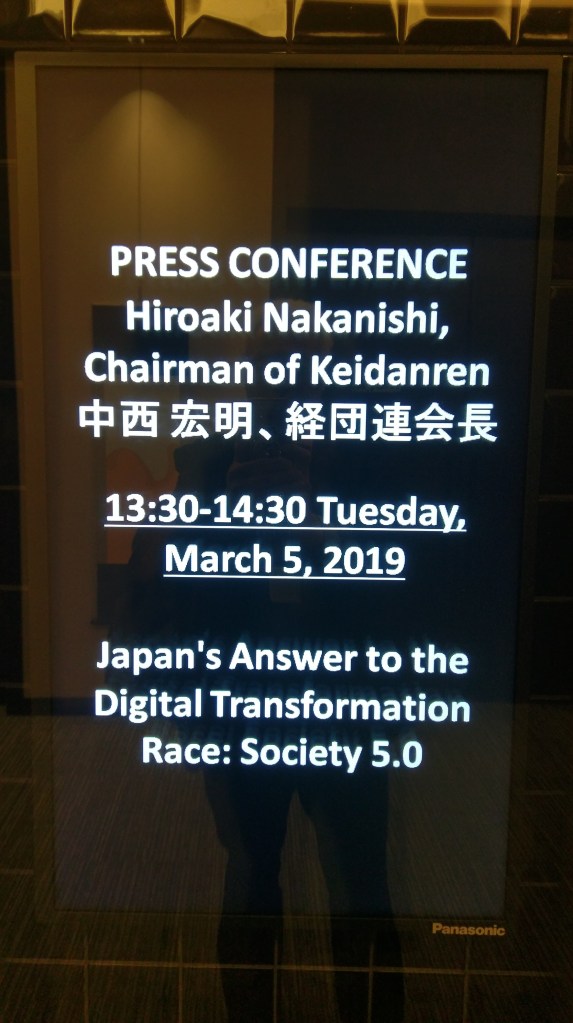 PRESS CONFERENCE
Hiroaki Nakanishi,
Chairman of Keidanren
中西 宏明、経団連会長
13:30-14:30 Tuesday,
March 5, 2019
Japan's Answer to the
Digital Transformation
Race: Society 5.0
Panasonic